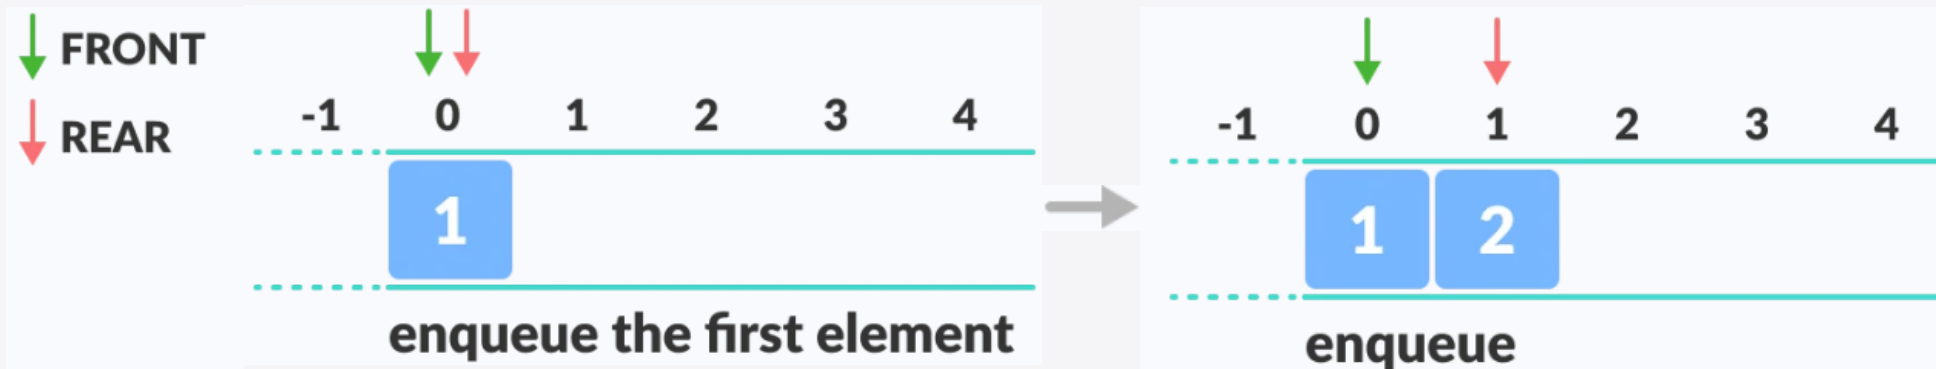 FRONT
REAR
-1 0 1 2 3 4
1
enqueue the first element
-1 0 1 2 3 4
1 2
enqueue